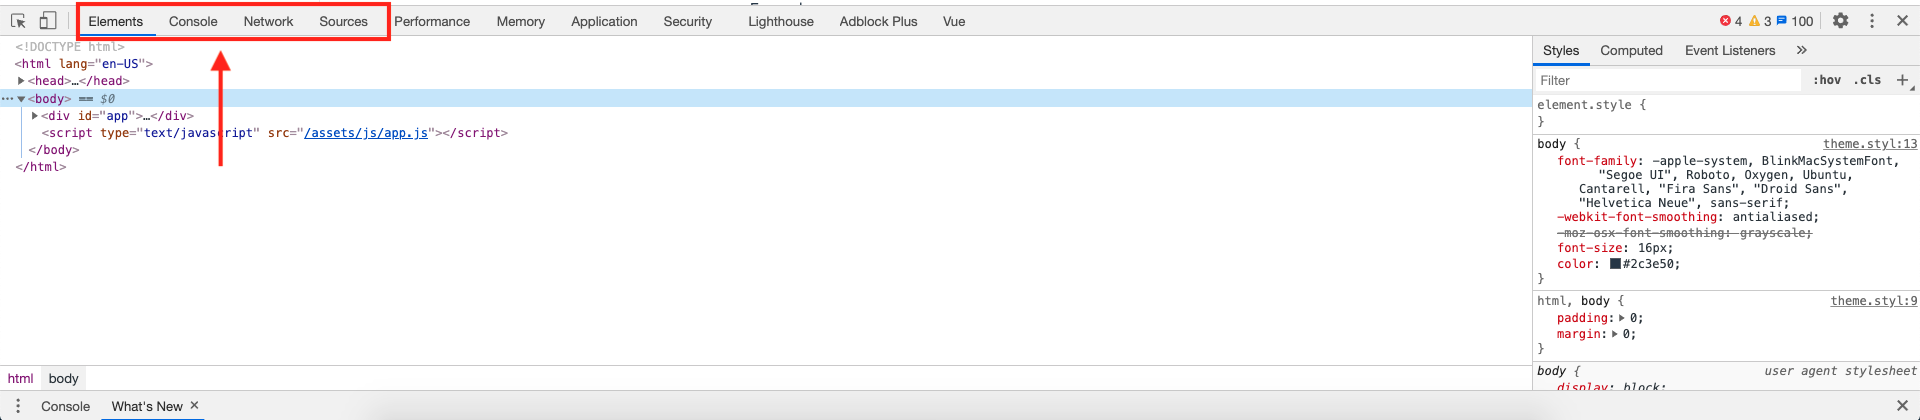 Elements Console Network Sources Performance Memory Application Security Lighthouse Adblock Plus Vue 4 3 100
<!DOCTYPE html>
<html lang="en-US">
<head>…</head>
<body> == $0
<div id="app">…</div>
<script type="text/javascript" src="/assets/js/app.js"></script>
</body>
</html>
html body
Console What's New
Styles Computed Event Listeners »
Filter :hov .cls +
element.style {
}
body { theme.styl:13
font-family: -apple-system, BlinkMacSystemFont,
"Segoe UI", Roboto, Oxygen, Ubuntu,
Cantarell, "Fira Sans", "Droid Sans",
"Helvetica Neue", sans-serif;
-webkit-font-smoothing: antialiased;
-moz-osx-font-smoothing: grayscale;
font-size: 16px;
color: #2c3e50;
}
html, body { theme.styl:9
padding: 0;
margin: 0;
}
body { user agent stylesheet
display: block;